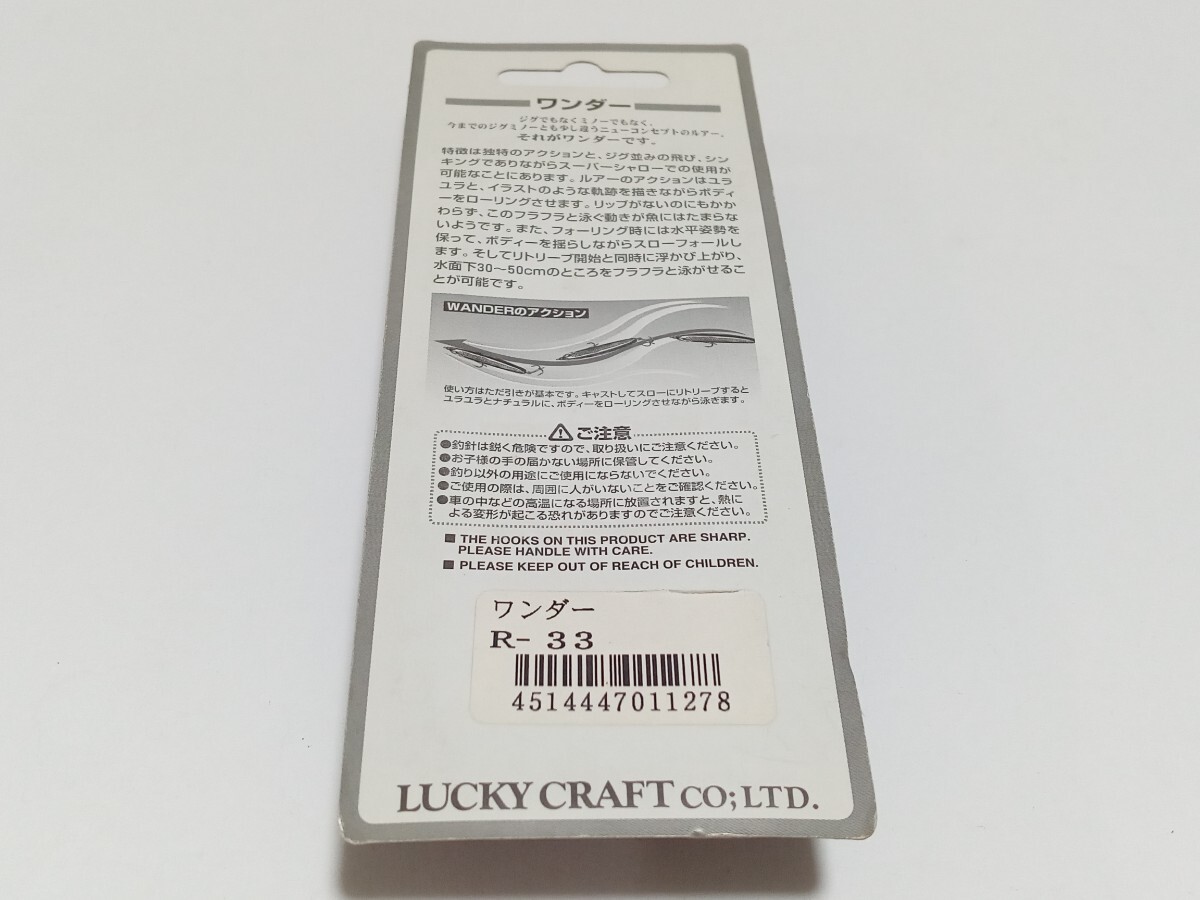 ワンダー
ジグでもなくミノーでもなく、
今までのジグミノーとも少し違うニューコンセプトのルアー。
それがワンダーです。
特徴は独特のアクションと、ジグ並みの飛び、シン
キングでありながらスーパーシャローでの使用が
可能なことにあります。ルアーのアクションはユラ
ユラと、イラストのような軌跡を描きながらボディ
ーをローリングさせます。リップがないのにもかか
わらず、このフラフラと泳ぐ動きが魚にはたまらな
いようです。また、フォーリング時には水平姿勢を
保って、ボディーを揺らしながらスローフォールし
ます。そしてリトリーブ開始と同時に浮かび上がり、
水面下30〜50cmのところをフラフラと泳がせるこ
とが可能です。
WANDERのアクション
使い方はただ引きが基本です。キャストしてスローにリトリーブすると
ユラユラとナチュラルに、ボディーをローリングさせながら泳ぎます。
ご注意
●釣針は鋭く危険ですので、取り扱いにご注意ください。
●お子様の手の届かない場所に保管してください。
●釣り以外の用途にご使用にならないでください。
●ご使用の際は、周囲に人がいないことをご確認ください。
●車の中などの高温になる場所に放置されますと、熱に
よる変形が起こる恐れがありますのでご注意ください。
■ THE HOOKS ON THIS PRODUCT ARE SHARP.
PLEASE HANDLE WITH CARE.
■ PLEASE KEEP OUT OF REACH OF CHILDREN.
ワンダー
R- 33
4514447011278
LUCKY CRAFT CO;LTD.